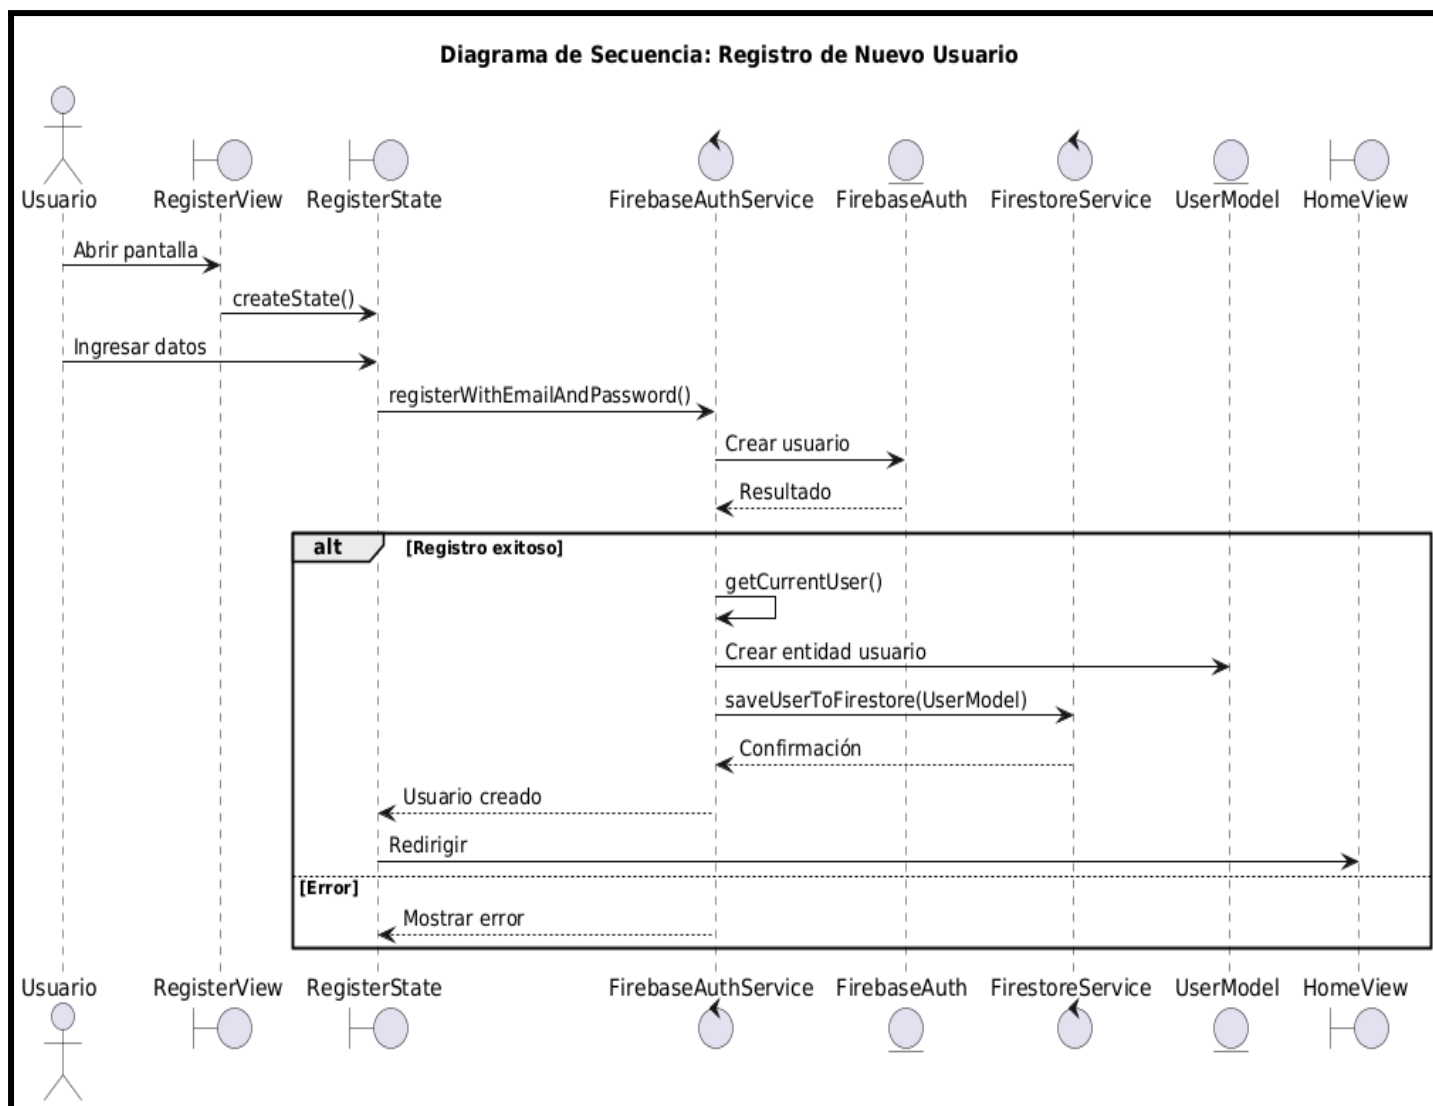 Diagrama de Secuencia: Registro de Nuevo Usuario
Usuario RegisterView RegisterState FirebaseAuthService FirebaseAuth FirestoreService UserModel HomeView
Abrir pantalla
createState()
Ingresar datos
registerWithEmailAndPassword()
Crear usuario
Resultado
alt [Registro exitoso]
getCurrentUser()
Crear entidad usuario
saveUserToFirestore(UserModel)
Confirmación
Usuario creado
Redirigir
[Error]
Mostrar error
Usuario RegisterView RegisterState FirebaseAuthService FirebaseAuth FirestoreService UserModel HomeView